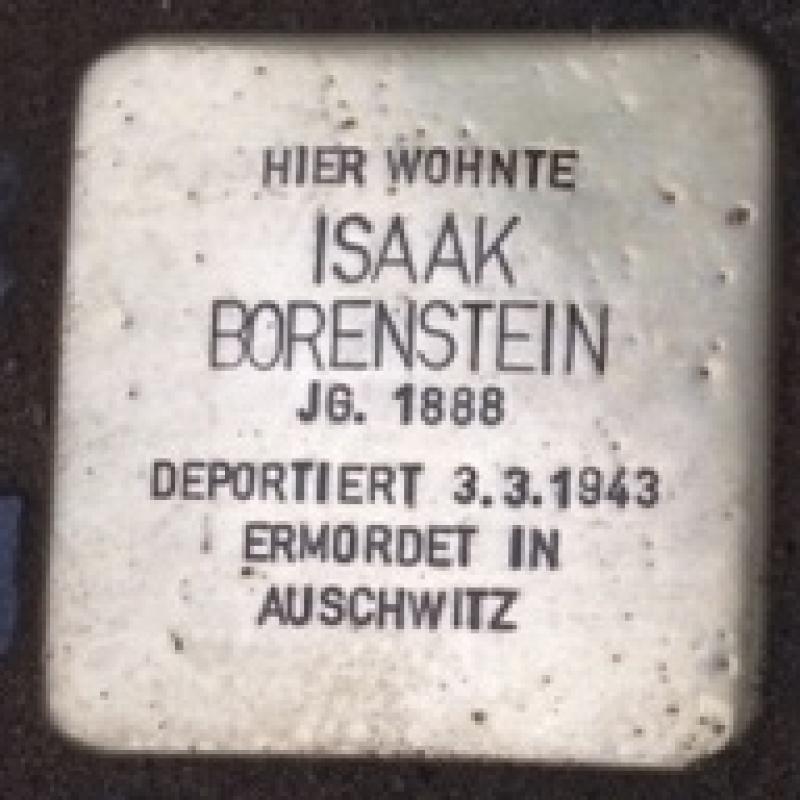 HIER WOHNTE
ISAAK
BORENSTEIN
JG. 1888
DEPORTIERT 3.3.1943
ERMORDET IN
AUSCHWITZ